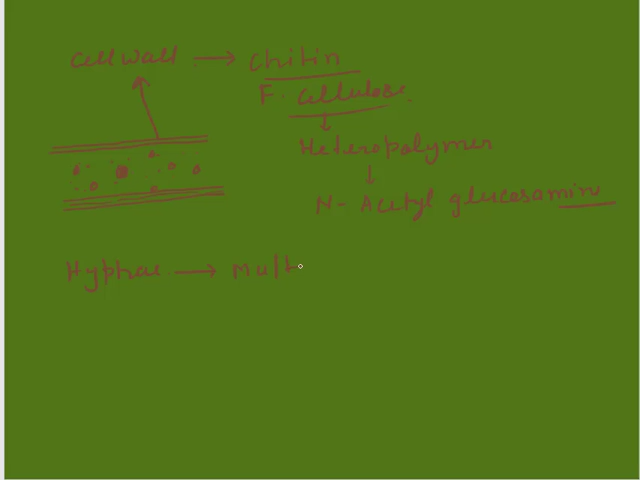 Cell Wall → Chitin
F. Cellulose
↓
Heteropolymer
↓
N- Acetyl glucosamine
Hyphae → Mult